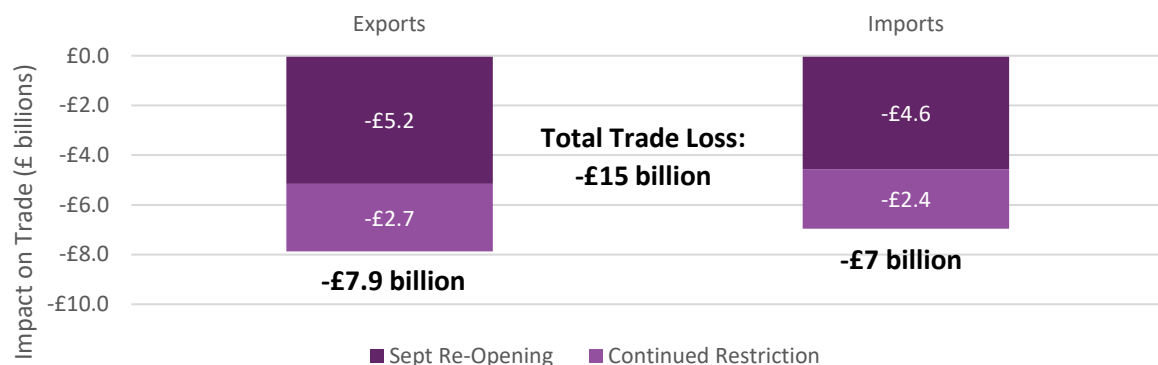 Exports
Imports
Impact on Trade (£ billions)
£0.0
-£2.0
-£4.0
-£6.0
-£8.0
-£10.0
-£5.2
-£2.7
-£7.9 billion
Total Trade Loss:
-£15 billion
-£4.6
-£2.4
-£7 billion
Sept Re-Opening
Continued Restriction